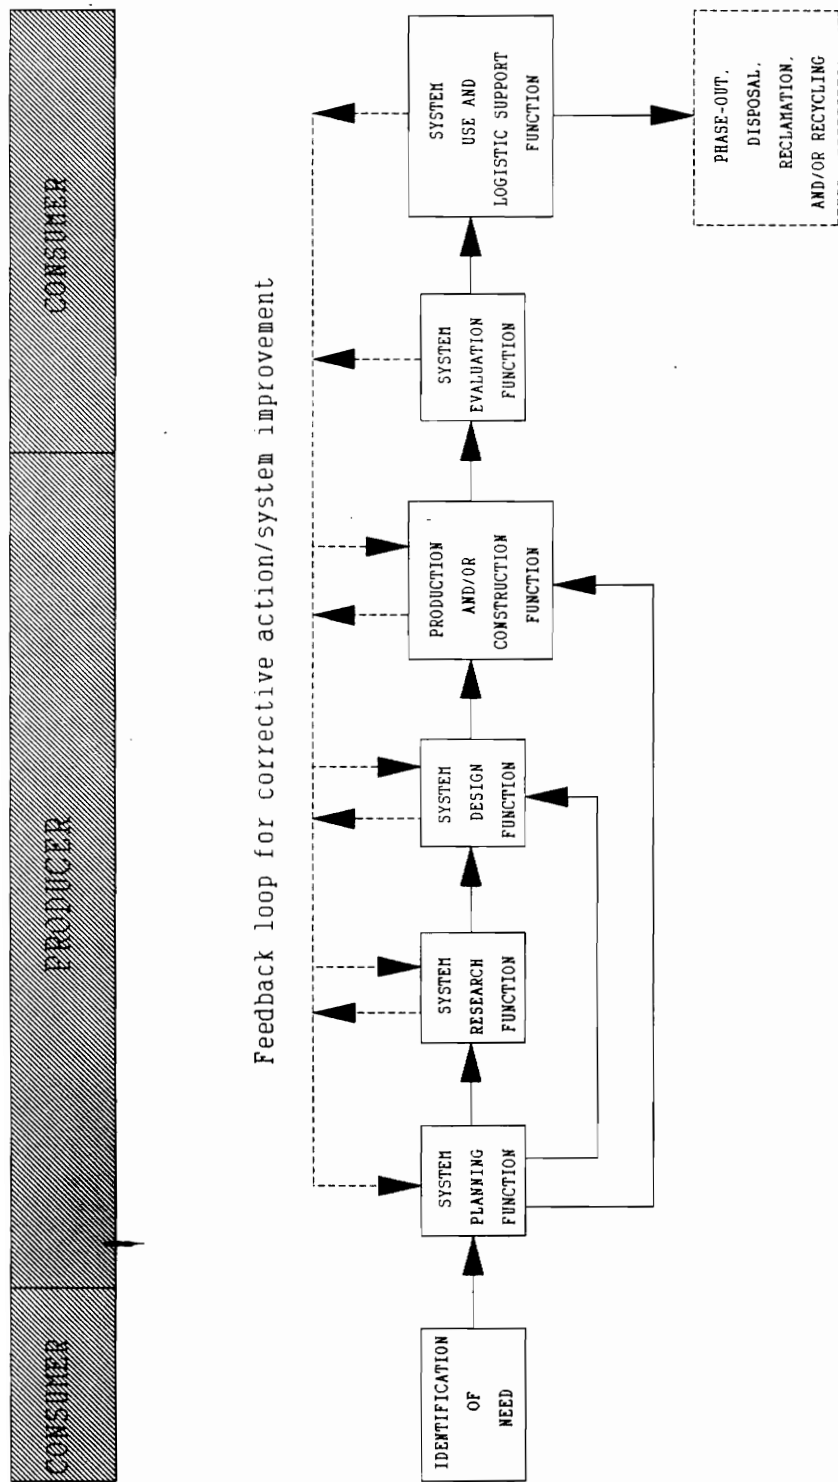 CONSUMER
PRODUCER
CONSUMER
Feedback loop for corrective action/system improvement
IDENTIFICATION
OF
NEED
SYSTEM
PLANNING
FUNCTION
SYSTEM
RESEARCH
FUNCTION
SYSTEM
DESIGN
FUNCTION
PRODUCTION
AND/OR
CONSTRUCTION
FUNCTION
SYSTEM
EVALUATION
FUNCTION
SYSTEM
USE AND
LOGISTIC SUPPORT
FUNCTION
PHASE-OUT,
DISPOSAL,
RECLAMATION,
AND/OR RECYCLING